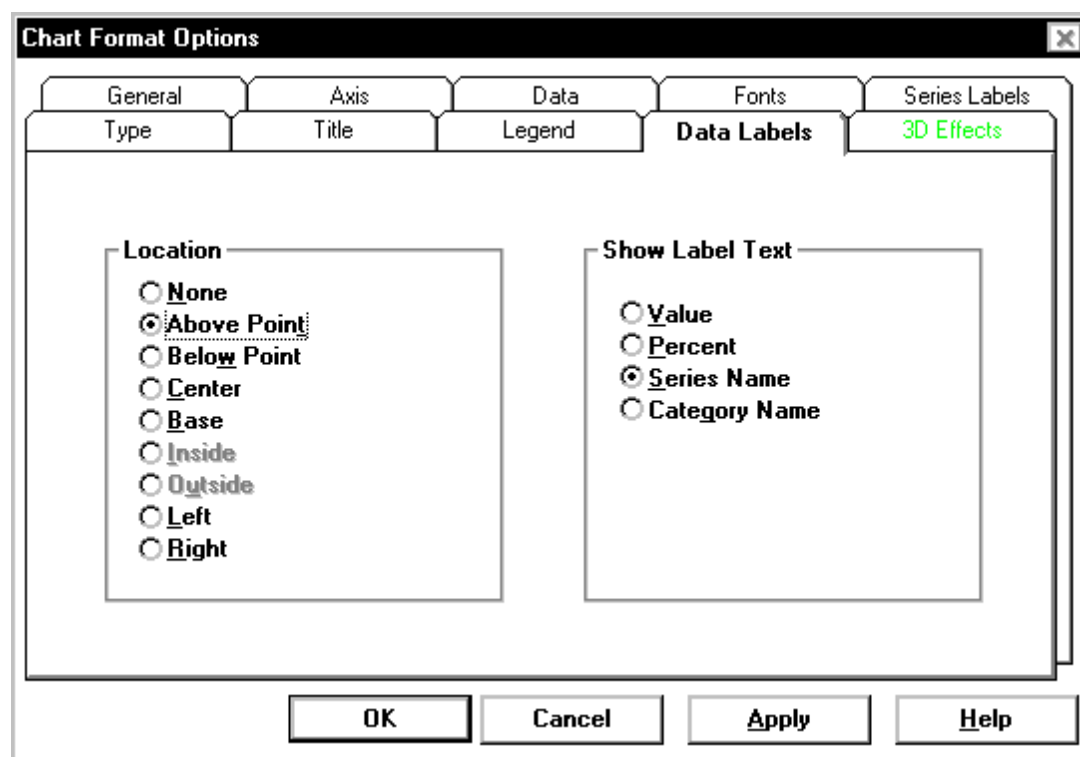 Chart Format Options
General Axis Data Fonts Series Labels
Type Title Legend Data Labels 3D Effects
Location
None
Above Point
Below Point
Center
Base
Inside
Outside
Left
Right
Show Label Text
Value
Percent
Series Name
Category Name
OK Cancel Apply Help